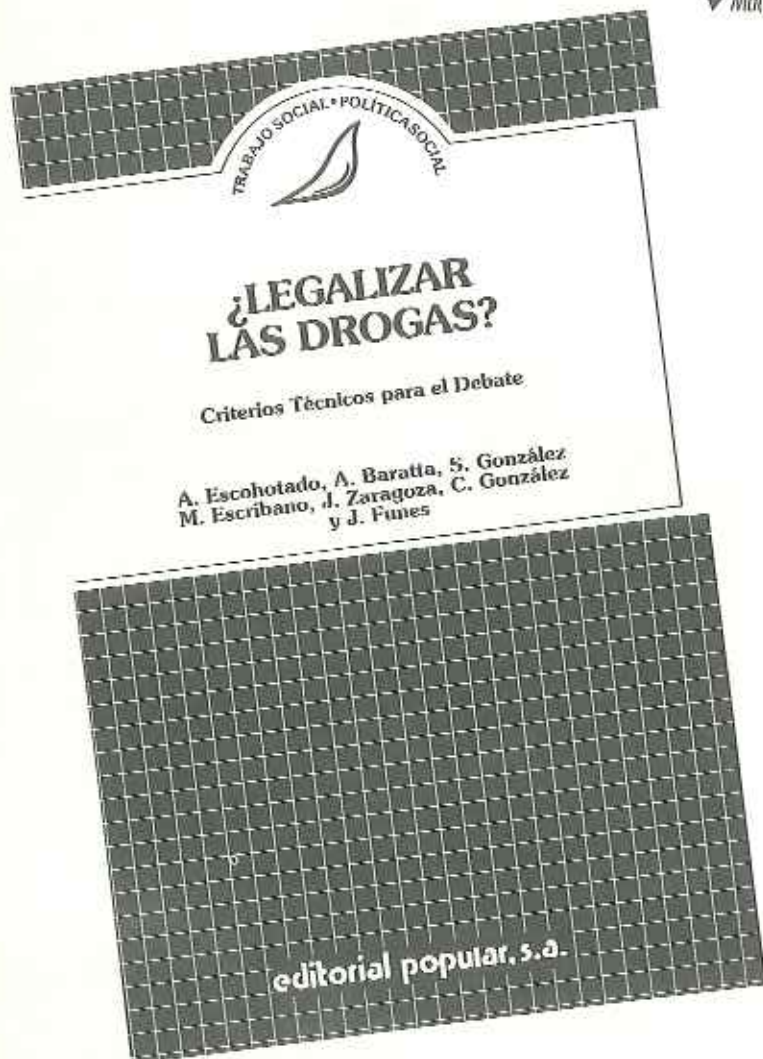 TRABAJO SOCIAL • POLÍTICA SOCIAL
¿LEGALIZAR
LAS DROGAS?
Criterios Técnicos para el Debate
A. Escohotado, A. Baratta, S. González
M. Escribano, J. Zaragoza, C. González
y J. Funes
editorial popular, s.a.